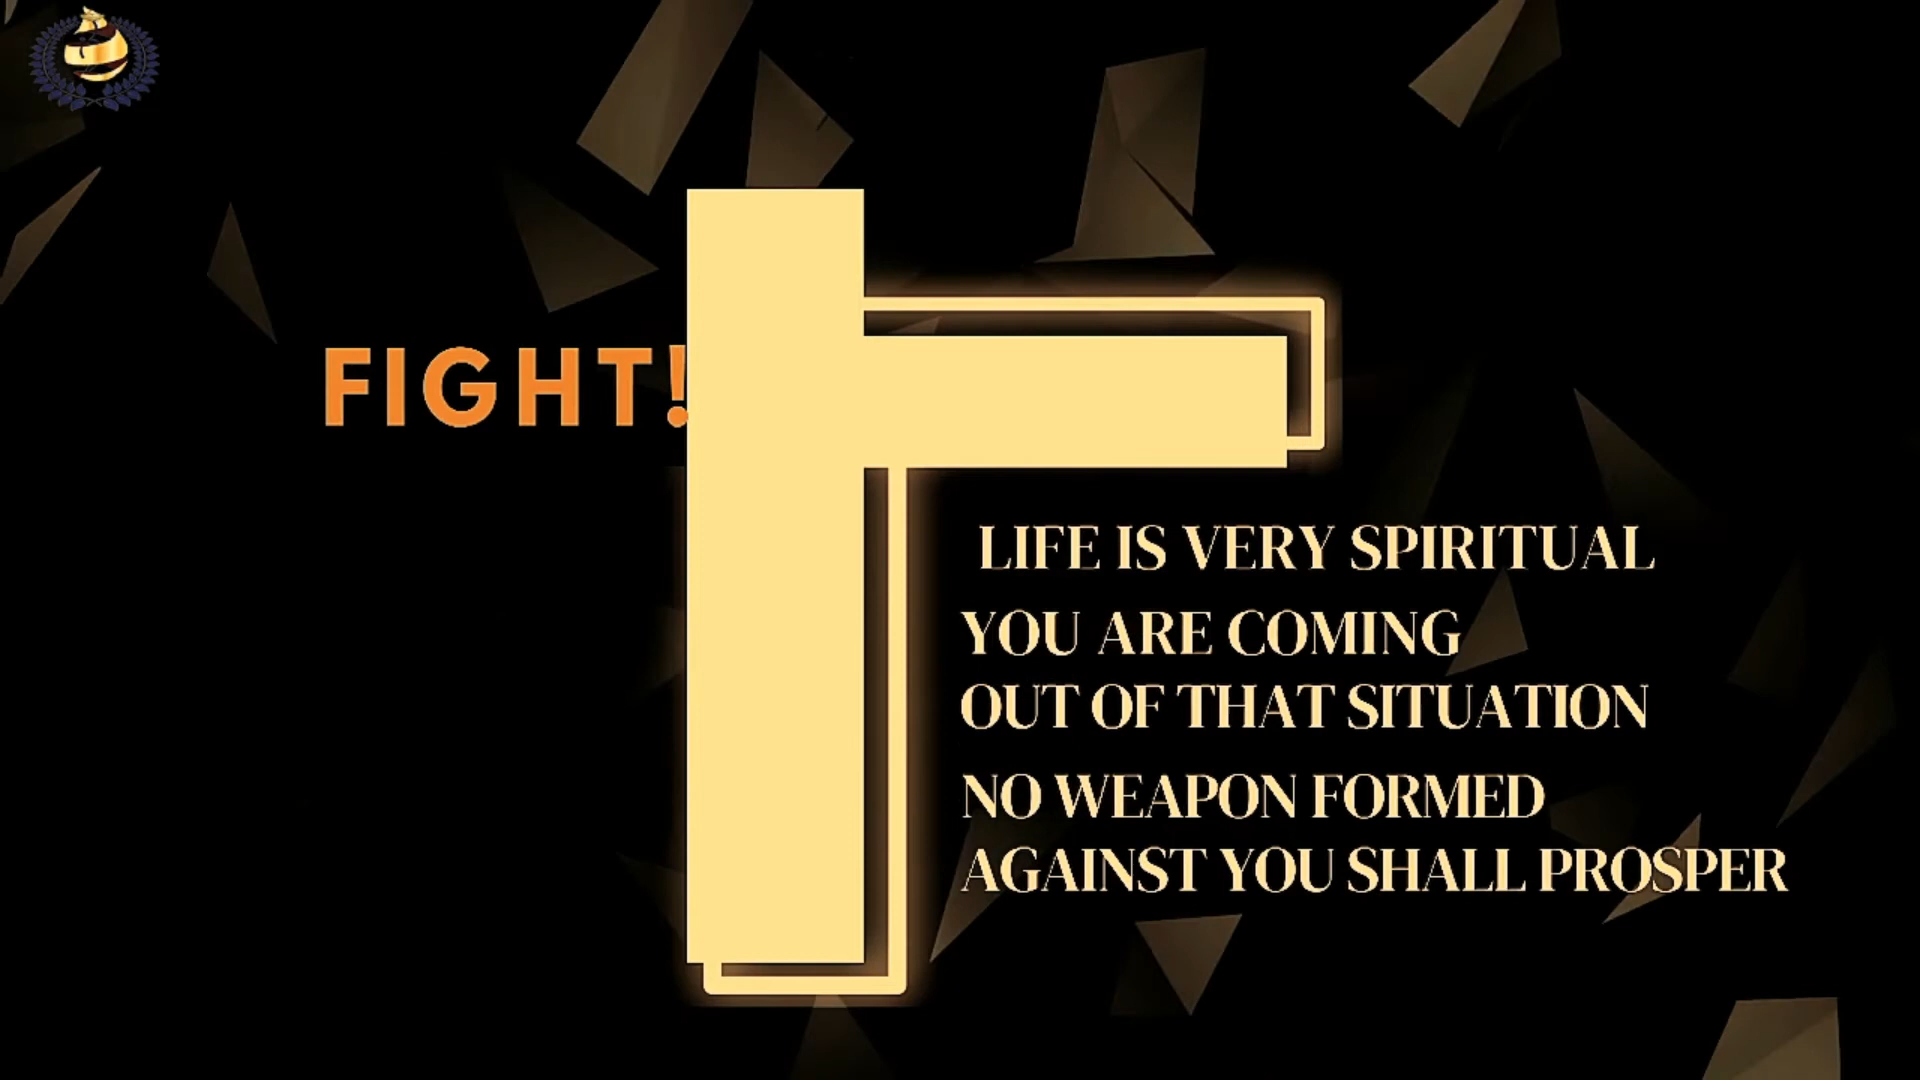 FIGHT!
LIFE IS VERY SPIRITUAL
YOU ARE COMING
OUT OF THAT SITUATION
NO WEAPON FORMED
AGAINST YOU SHALL PROSPER